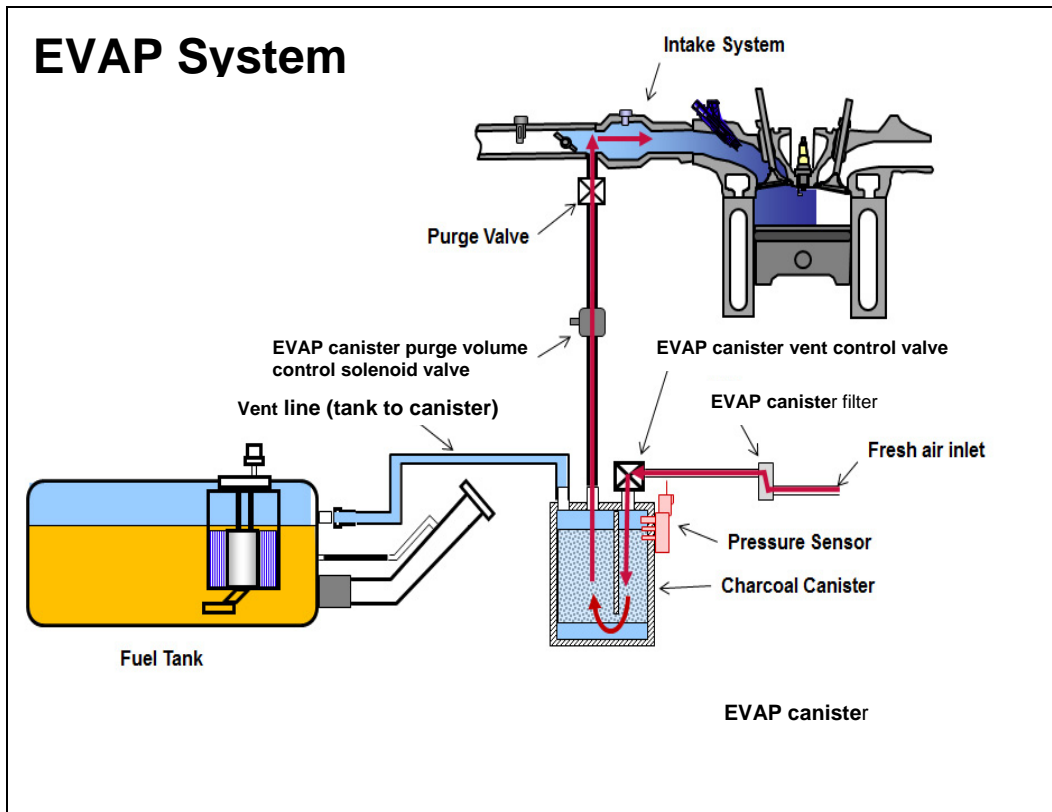 EVAP System
Intake System
Purge Valve
EVAP canister purge volume
control solenoid valve
EVAP canister vent control valve
Vent line (tank to canister)
EVAP canister filter
Fresh air inlet
Pressure Sensor
Charcoal Canister
Fuel Tank
EVAP canister